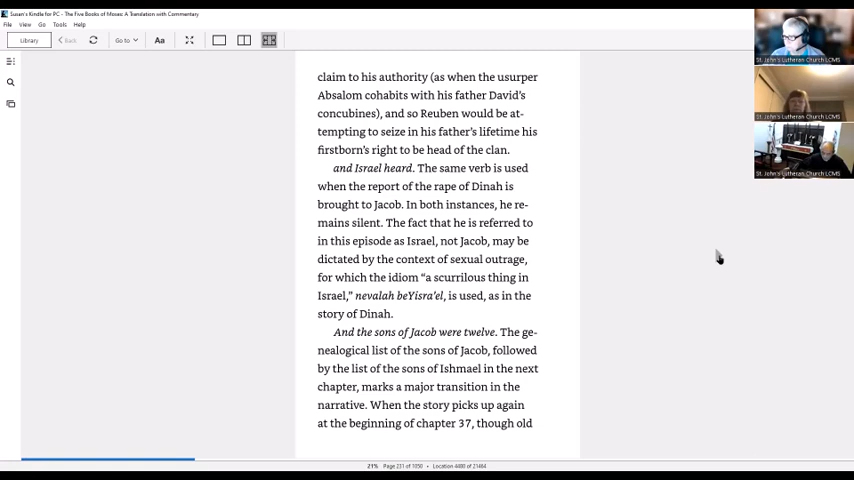 Susan's Kindle for PC - The Five Books of Moses: A Translation with Commentary
File View Go Tools Help
Library Back Go to Aa
claim to his authority (as when the usurper
Absalom cohabits with his father David's
concubines), and so Reuben would be at-
tempting to seize in his father's lifetime his
firstborn's right to be head of the clan.
and Israel heard. The same verb is used
when the report of the rape of Dinah is
brought to Jacob. In both instances, he re-
mains silent. The fact that he is referred to
in this episode as Israel, not Jacob, may be
dictated by the context of sexual outrage,
for which the idiom “a scurrilous thing in
Israel,” nevalah beYisra'el, is used, as in the
story of Dinah.
And the sons of Jacob were twelve. The ge-
nealogical list of the sons of Jacob, followed
by the list of the sons of Ishmael in the next
chapter, marks a major transition in the
narrative. When the story picks up again
at the beginning of chapter 37, though old
21% Page 231 of 1050 • Location 4480 of 21464
St. John's Lutheran Church LCMS
St. John's Lutheran Church LCMS
St. John's Lutheran Church LCMS